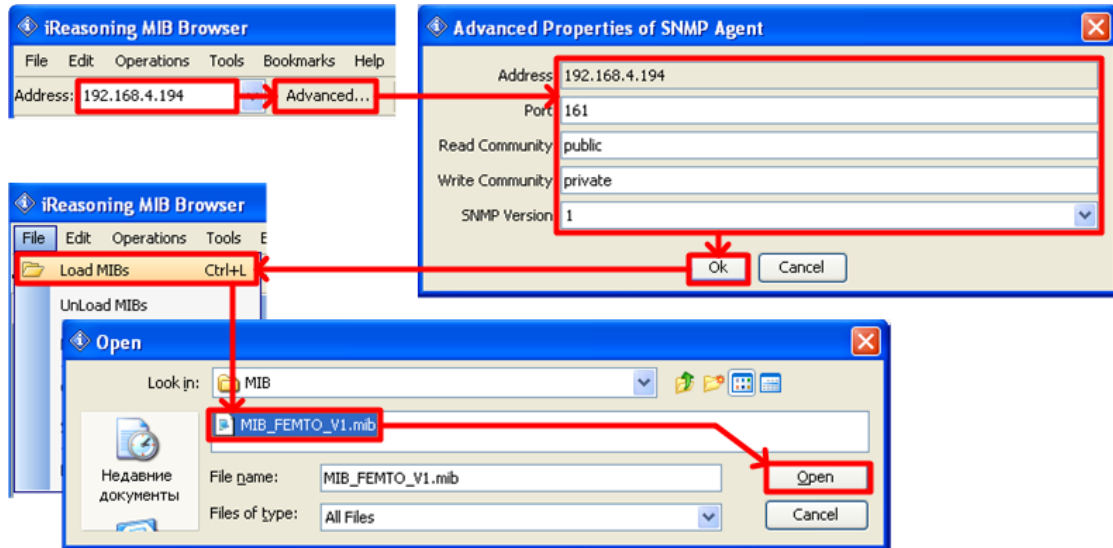 iReasoning MIB Browser
File Edit Operations Tools Bookmarks Help
Address: 192.168.4.194 Advanced...
Advanced Properties of SNMP Agent
Address 192.168.4.194
Port 161
Read Community public
Write Community private
SNMP Version 1
Ok Cancel
iReasoning MIB Browser
File Edit Operations Tools
Load MIBs Ctrl+L
UnLoad MIBs
Open
Look in: MIB
MIB_FEMTO_V1.mib
Недавние
документы
File name: MIB_FEMTO_V1.mib Open
Files of type: All Files Cancel